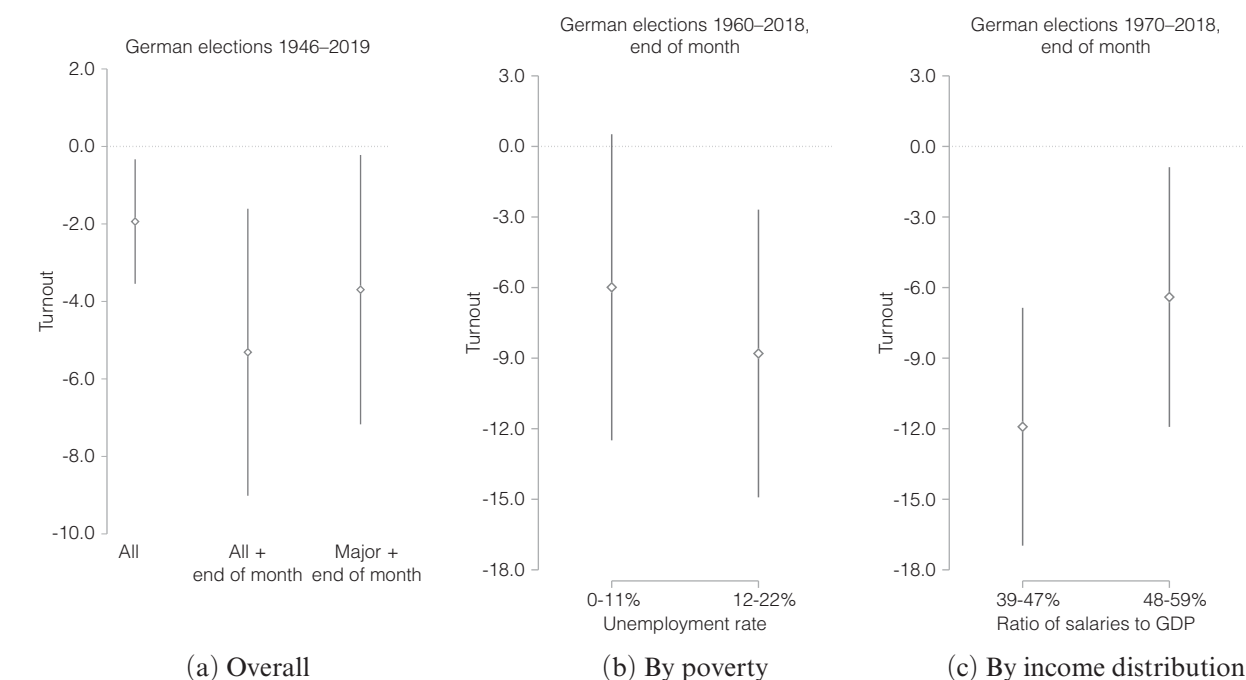 German elections 1946–2019
2.0
0.0
-2.0
-4.0
-6.0
-8.0
-10.0
Turnout
All
All +
end of month
Major +
end of month
(a) Overall
German elections 1960–2018,
end of month
3.0
0.0
-3.0
-6.0
-9.0
-12.0
-15.0
-18.0
Turnout
0-11%
12-22%
Unemployment rate
(b) By poverty
German elections 1970–2018,
end of month
3.0
0.0
-3.0
-6.0
-9.0
-12.0
-15.0
-18.0
Turnout
39-47%
48-59%
Ratio of salaries to GDP
(c) By income distribution